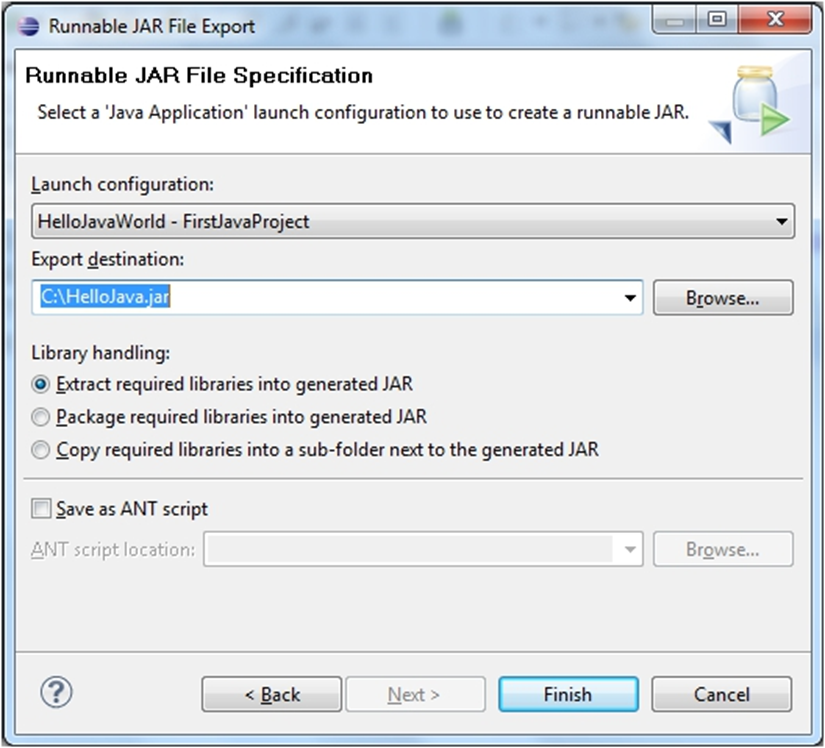 Runnable JAR File Export
Runnable JAR File Specification
Select a 'Java Application' launch configuration to use to create a runnable JAR.
Launch configuration:
HelloJavaWorld - FirstJavaProject
Export destination:
C:\HelloJava.jar
Browse...
Library handling:
Extract required libraries into generated JAR
Package required libraries into generated JAR
Copy required libraries into a sub-folder next to the generated JAR
Save as ANT script
ANT script location:
Browse...
?
< Back
Next >
Finish
Cancel